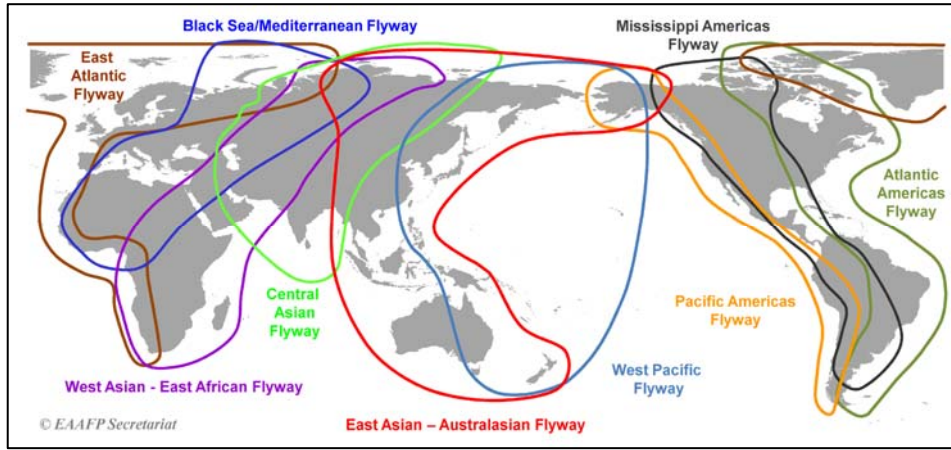 Black Sea/Mediterranean Flyway
Mississippi Americas
Flyway
East
Atlantic
Flyway
Atlantic
Americas
Flyway
Central
Asian
Flyway
Pacific Americas
Flyway
West Asian - East African Flyway
West Pacific
Flyway
© EAAFP Secretariat
East Asian – Australasian Flyway